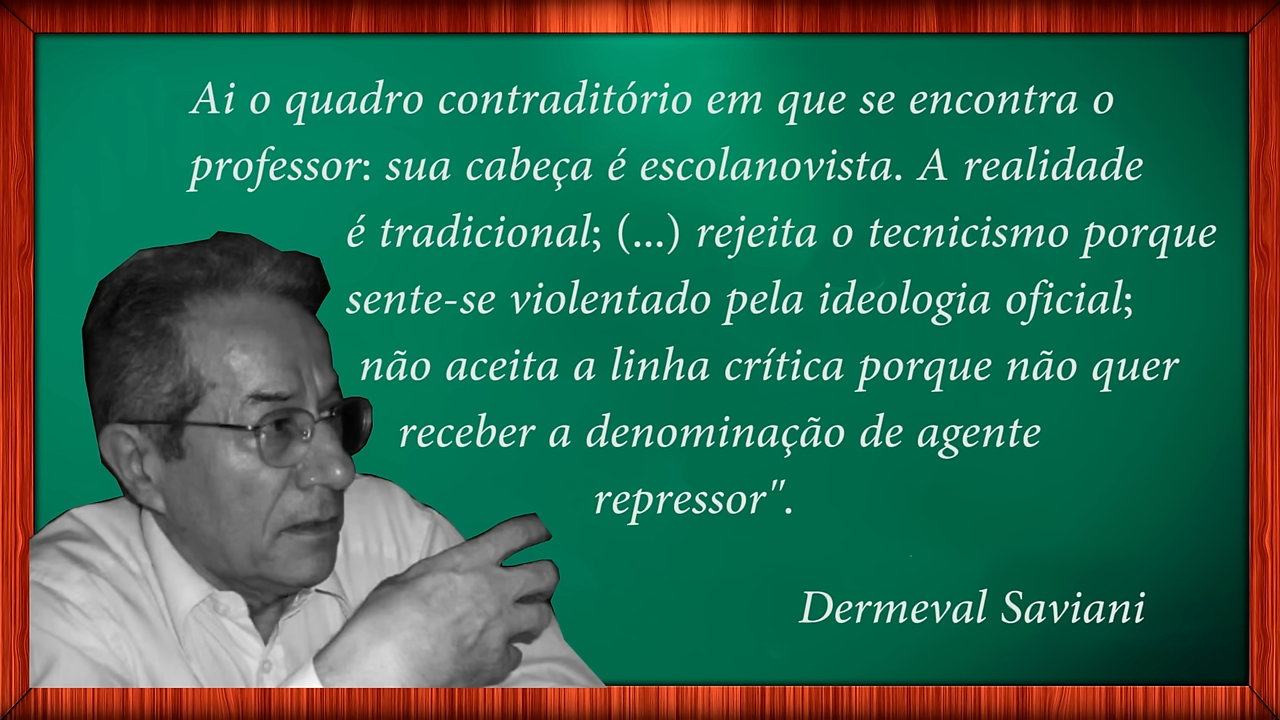 Ai o quadro contraditório em que se encontra o
professor: sua cabeça é escolanovista. A realidade
é tradicional; (...) rejeita o tecnicismo porque
sente-se violentado pela ideologia oficial;
não aceita a linha crítica porque não quer
receber a denominação de agente
repressor".
Dermeval Saviani